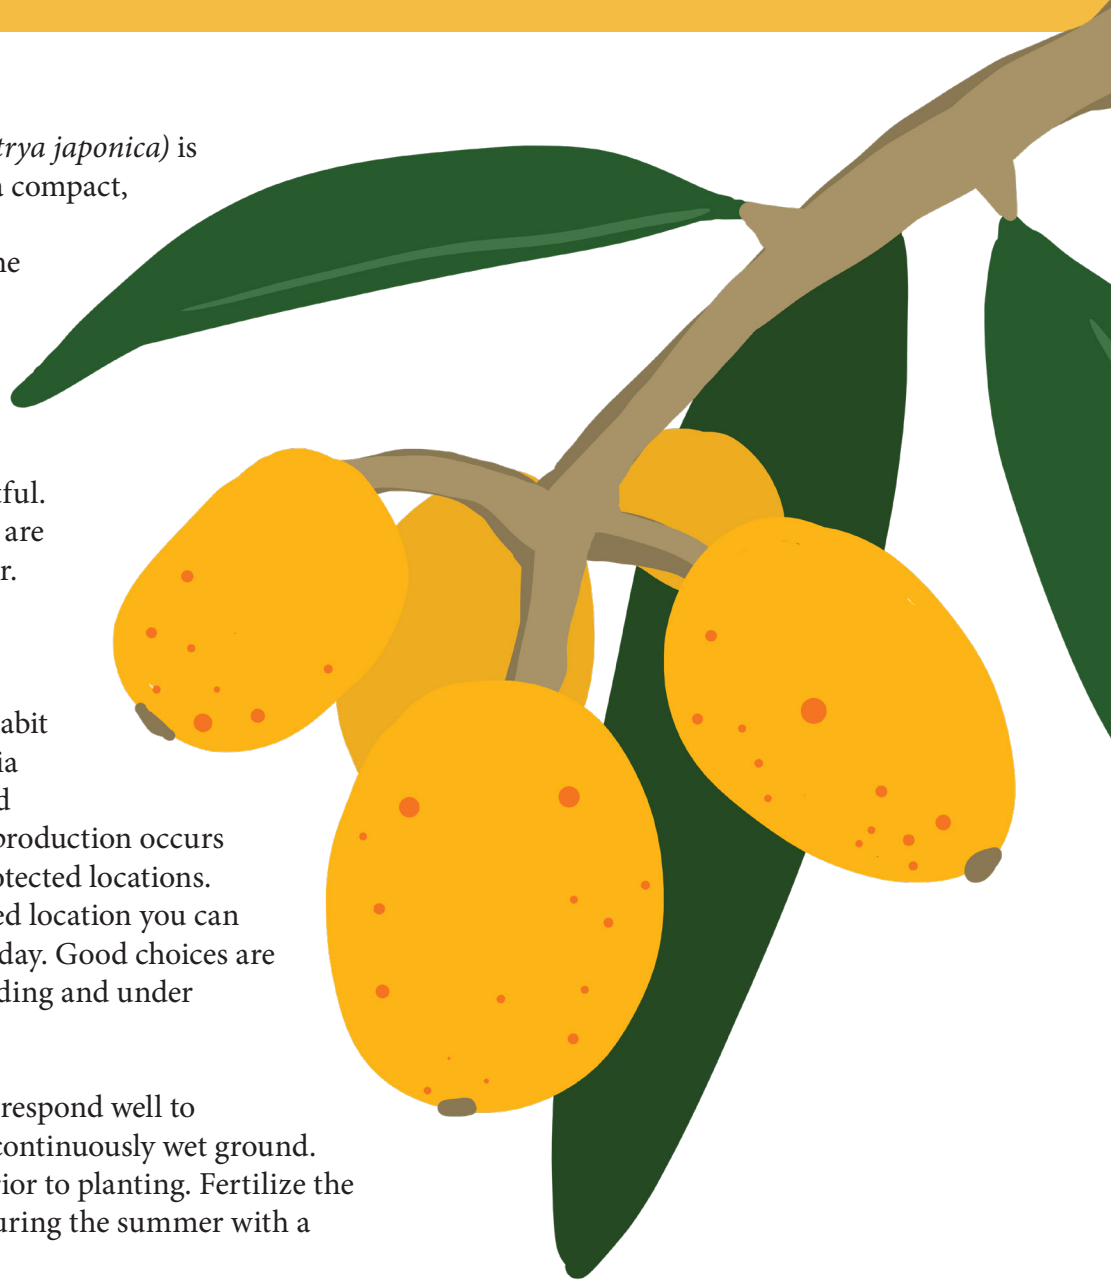 trya japonica) is
a compact,
ne
ful.
are
r.
abit
ia
d
production occurs
otected locations.
ed location you can
day. Good choices are
ding and under
respond well to
continuously wet ground.
ior to planting. Fertilize the
uring the summer with a